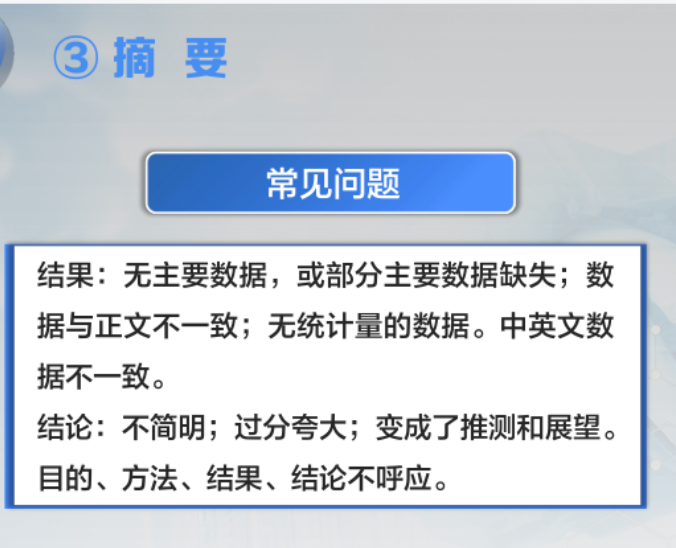 ③摘 要
常见问题
结果：无主要数据，或部分主要数据缺失；数
据与正文不一致；无统计量的数据。中英文数
据不一致。
结论：不简明；过分夸大；变成了推测和展望。
目的、方法、结果、结论不呼应。